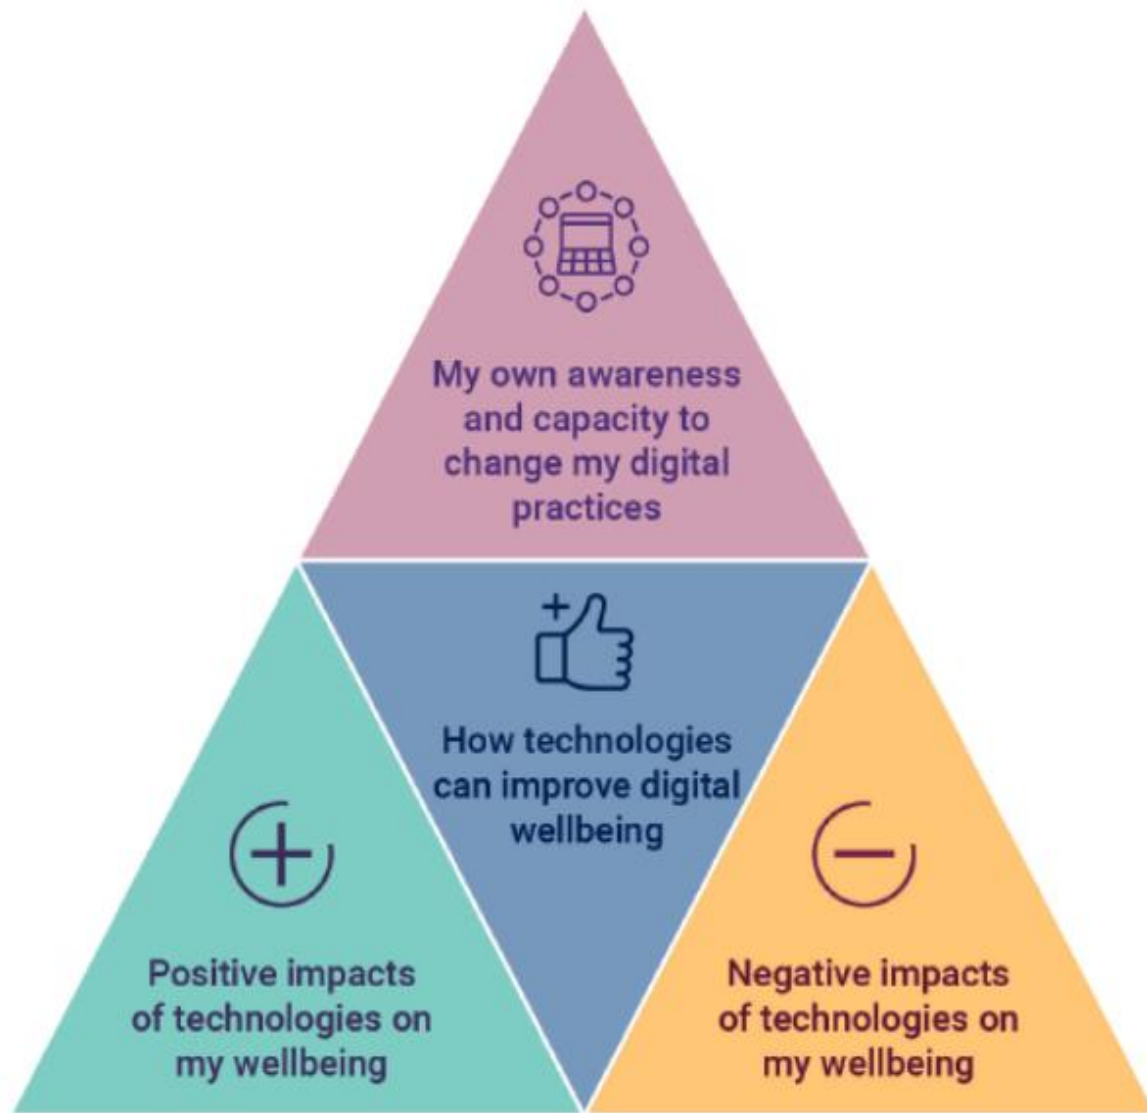 My own awareness
and capacity to
change my digital
practices
How technologies
can improve digital
wellbeing
Positive impacts
of technologies on
my wellbeing
Negative impacts
of technologies on
my wellbeing